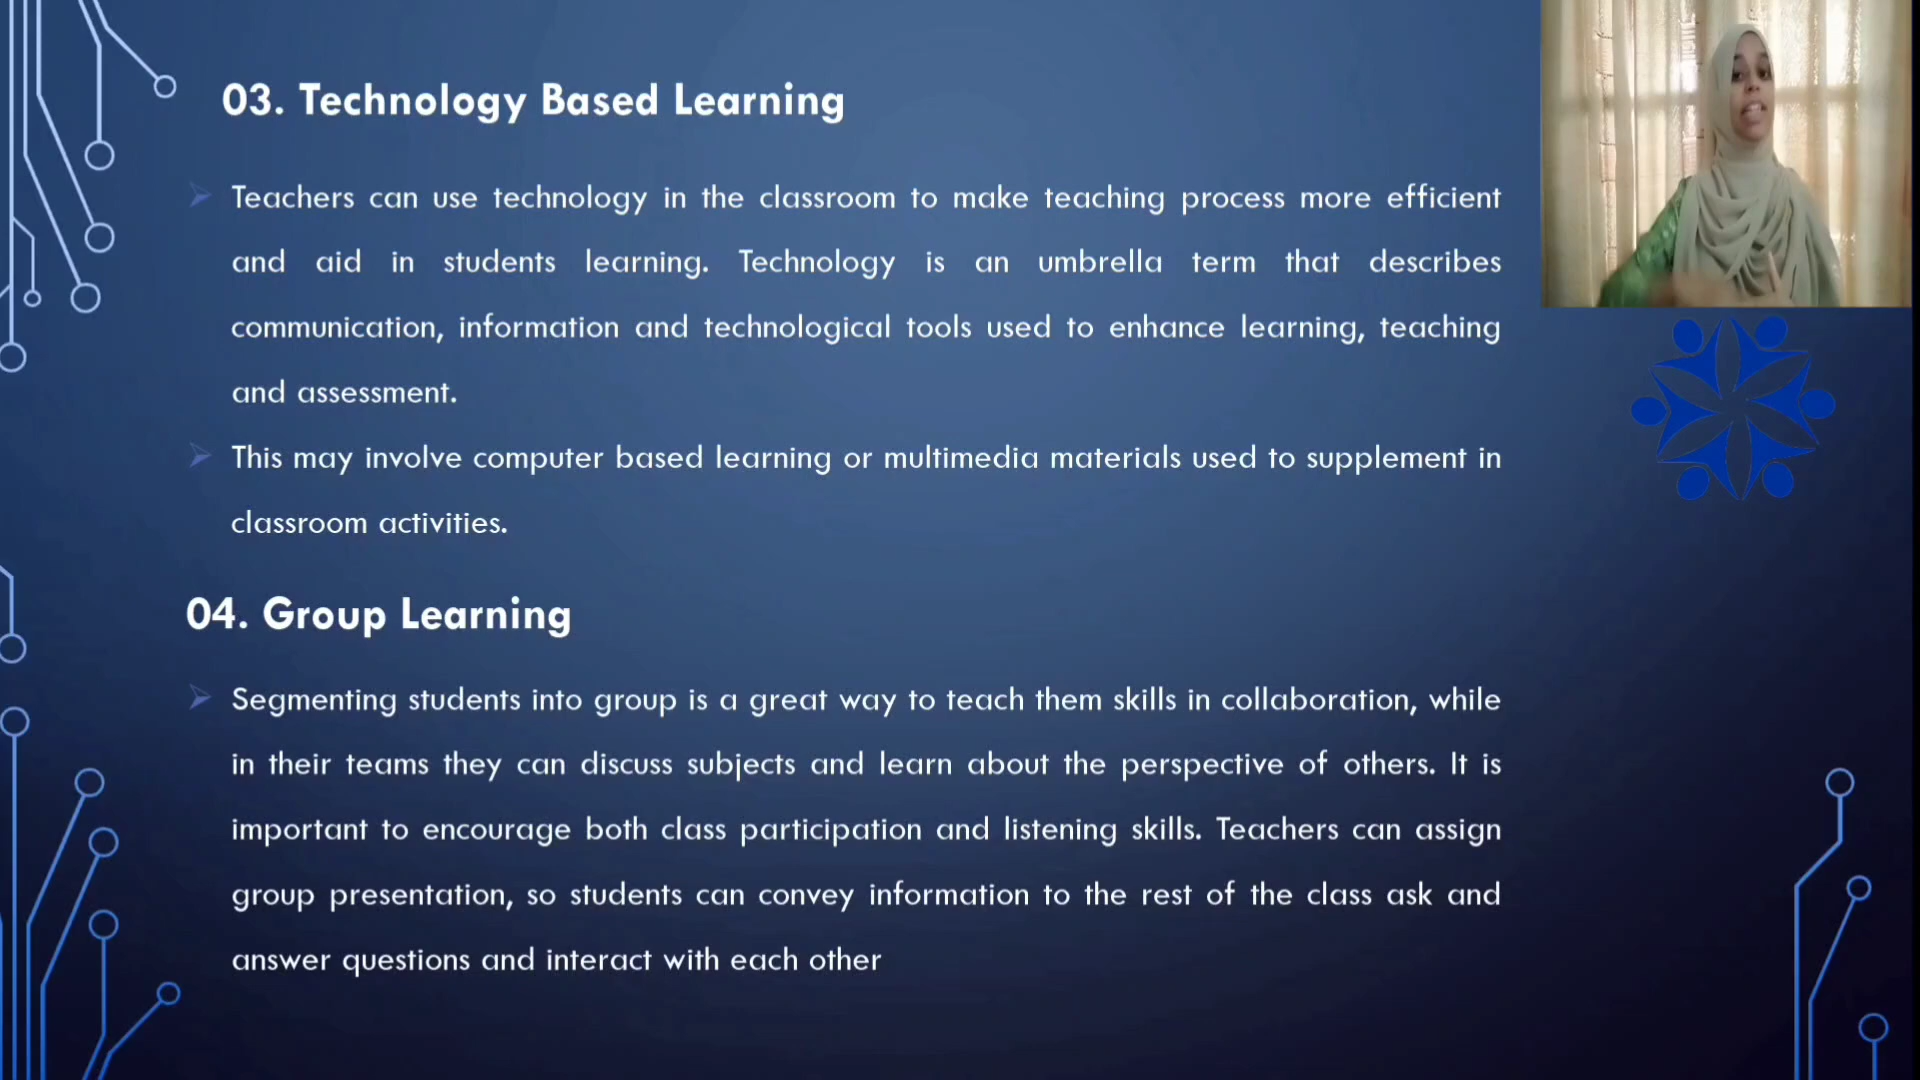 03. Technology Based Learning
Teachers can use technology in the classroom to make teaching process more efficient
and aid in students learning. Technology is an umbrella term that describes
communication, information and technological tools used to enhance learning, teaching
and assessment.
This may involve computer based learning or multimedia materials used to supplement in
classroom activities.
04. Group Learning
Segmenting students into group is a great way to teach them skills in collaboration, while
in their teams they can discuss subjects and learn about the perspective of others. It is
important to encourage both class participation and listening skills. Teachers can assign
group presentation, so students can convey information to the rest of the class ask and
answer questions and interact with each other